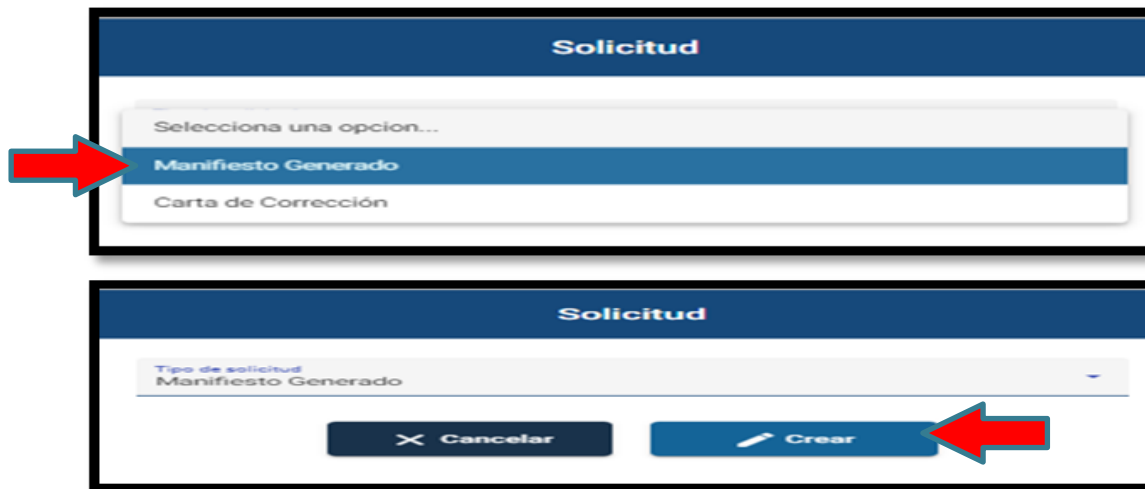 Solicitud
Selecciona una opcion...
Manifiesto Generado
Carta de Corrección
Solicitud
Tipo de solicitud
Manifiesto Generado
Cancelar
Crear